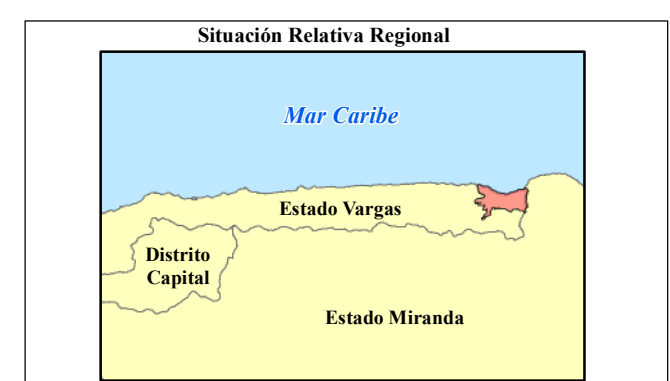 Situación Relativa Regional
Mar Caribe
Estado Vargas
Distrito
Capital
Estado Miranda